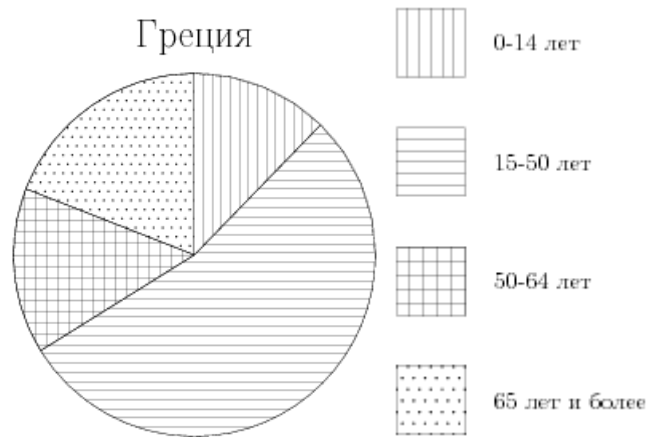 Греция
0-14 лет
15-50 лет
50-64 лет
65 лет и более